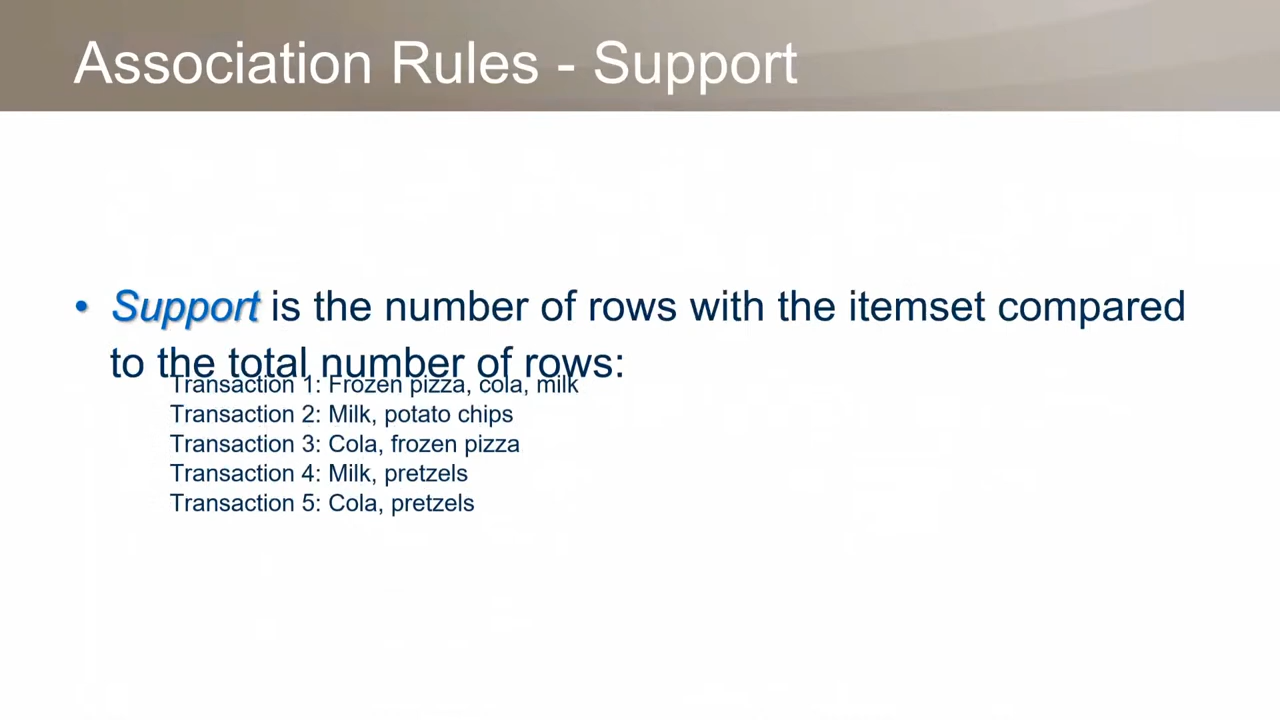 Association Rules - Support
• Support is the number of rows with the itemset compared
to the total number of rows:
Transaction 1: Frozen pizza, cola, milk
Transaction 2: Milk, potato chips
Transaction 3: Cola, frozen pizza
Transaction 4: Milk, pretzels
Transaction 5: Cola, pretzels